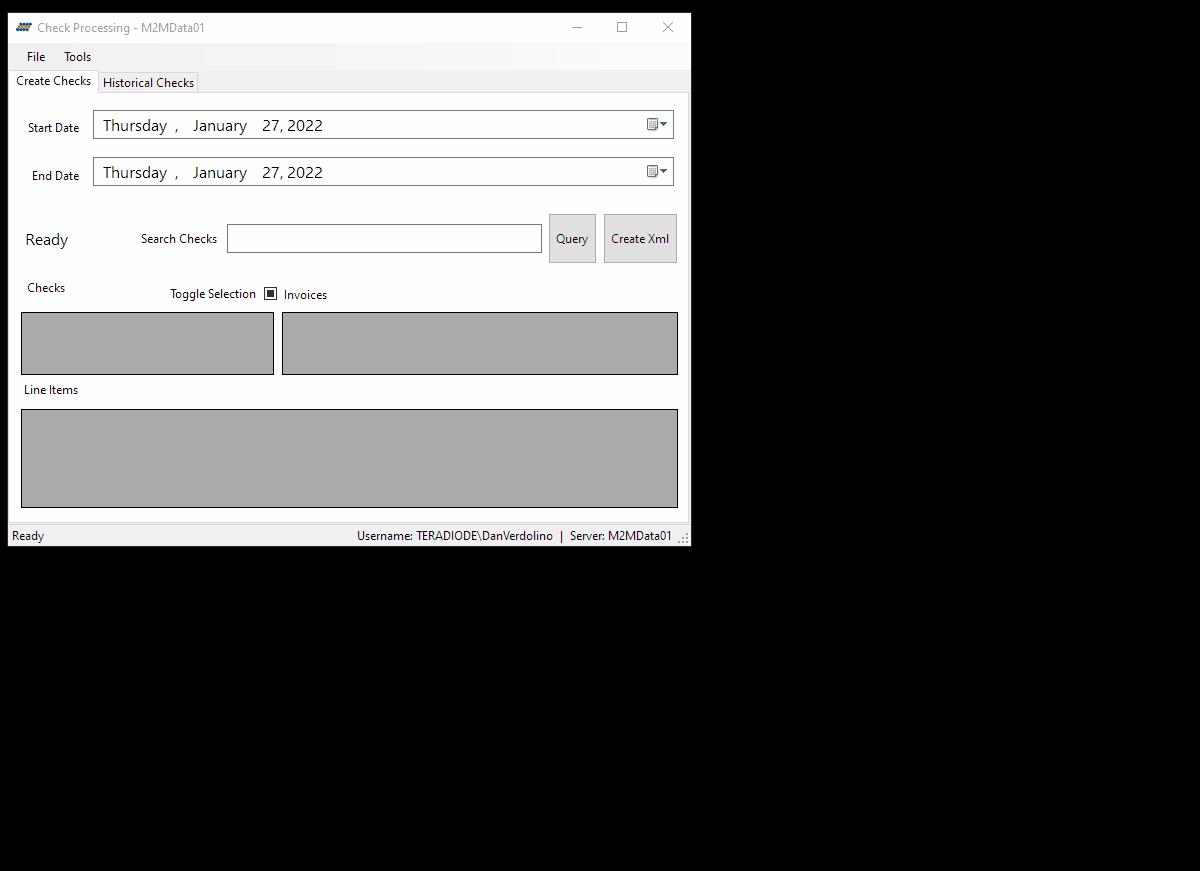 Check Processing - M2MData01
File Tools
Create Checks Historical Checks
Start Date Thursday , January 27, 2022
End Date Thursday , January 27, 2022
Ready Search Checks Query Create Xml
Checks Toggle Selection Invoices
Line Items
Ready Username: TERADIODE\DanVerdolino | Server: M2MData01